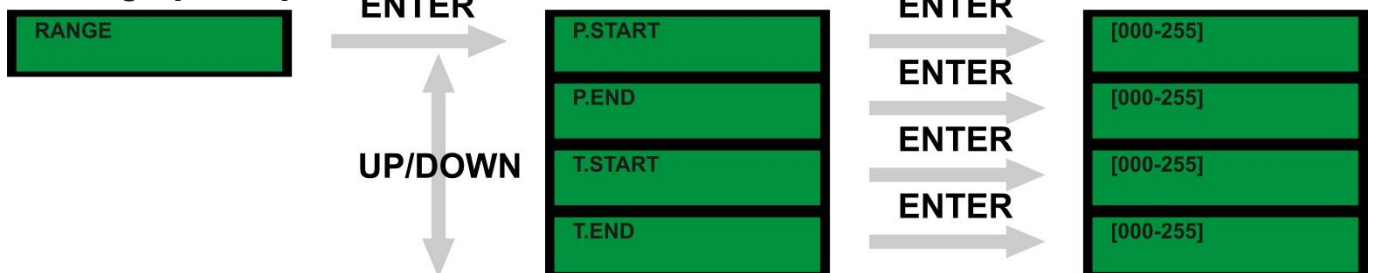 ENTER ENTER
RANGE P.START [000-255]
ENTER
P.END [000-255]
ENTER
UP/DOWN T.START [000-255]
ENTER
T.END [000-255]